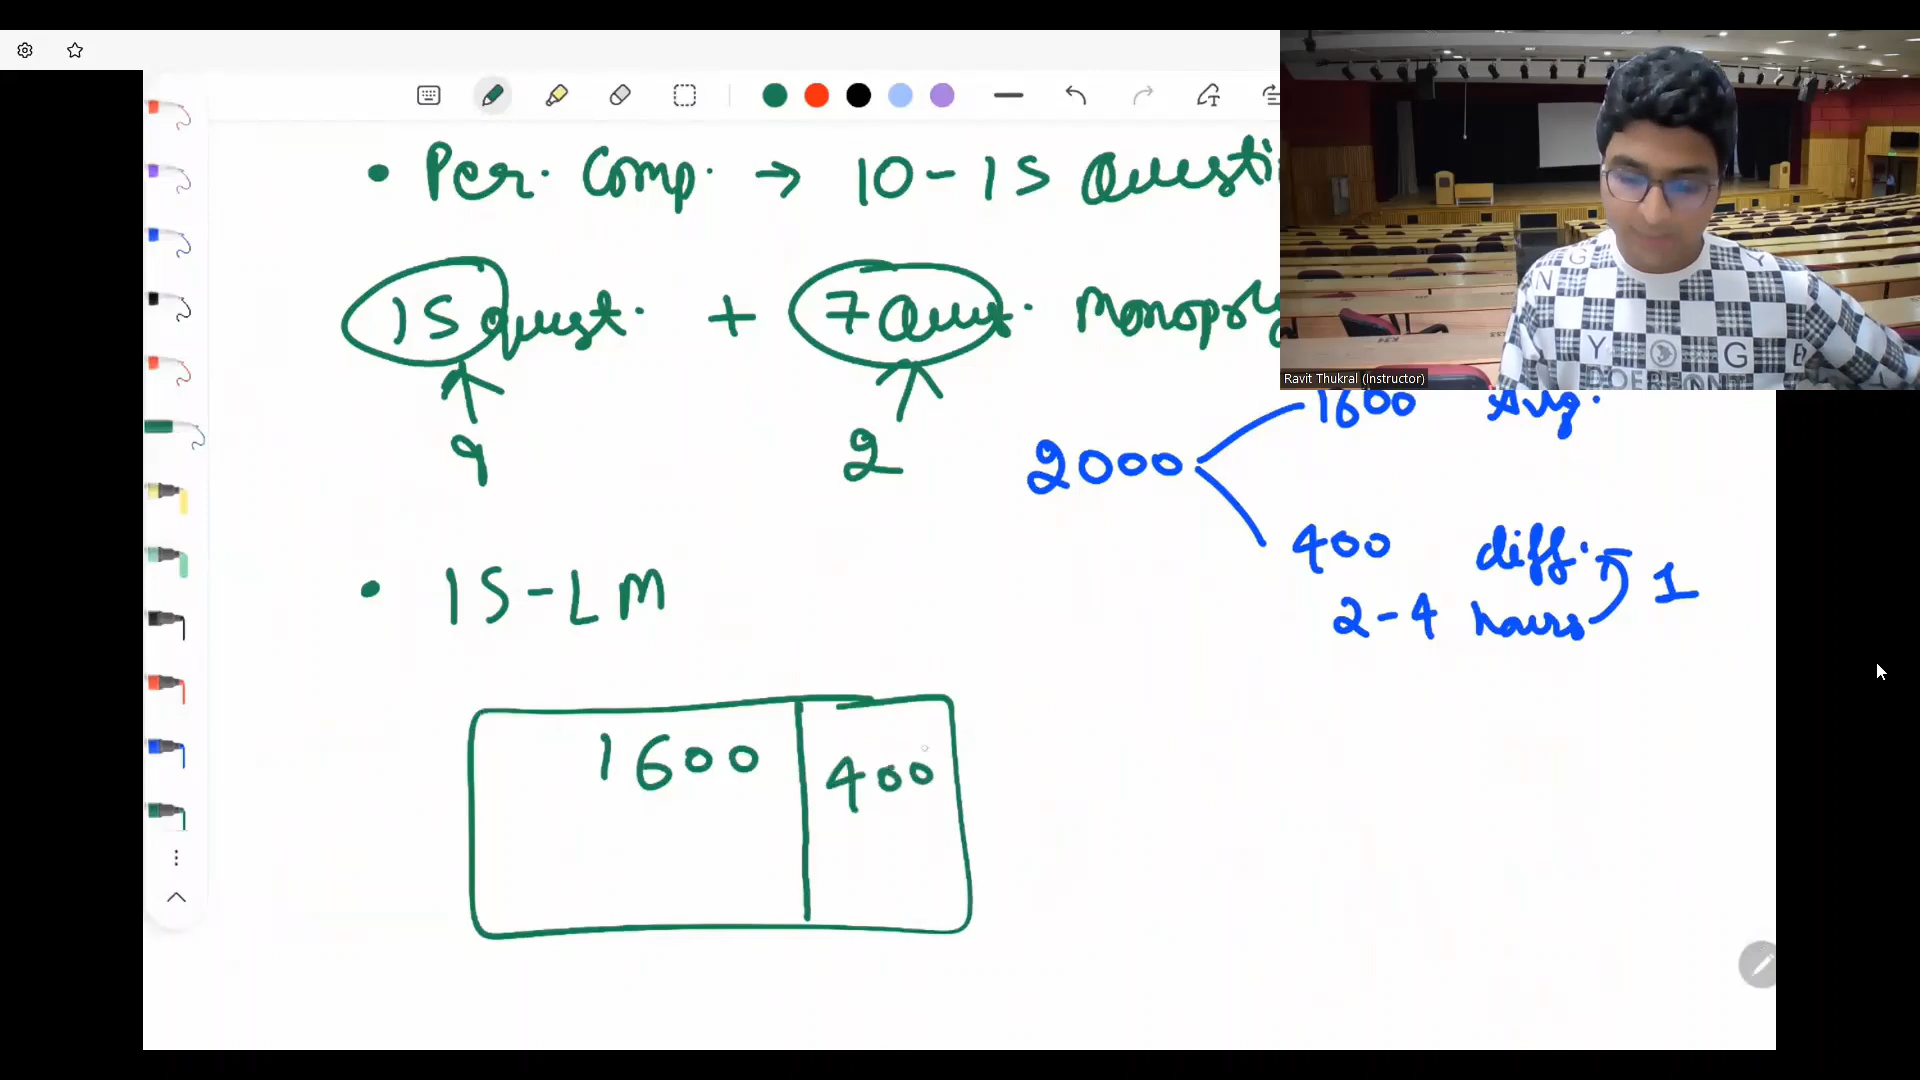 • Per. Comp. → 10-15 Questi
15 quest. + 7 Ques. Monopoly
9 2
1600 Avg.
2000
400 diff.
2-4 hours 1
• IS-LM
1600 400
Ravit Thukral (Instructor)